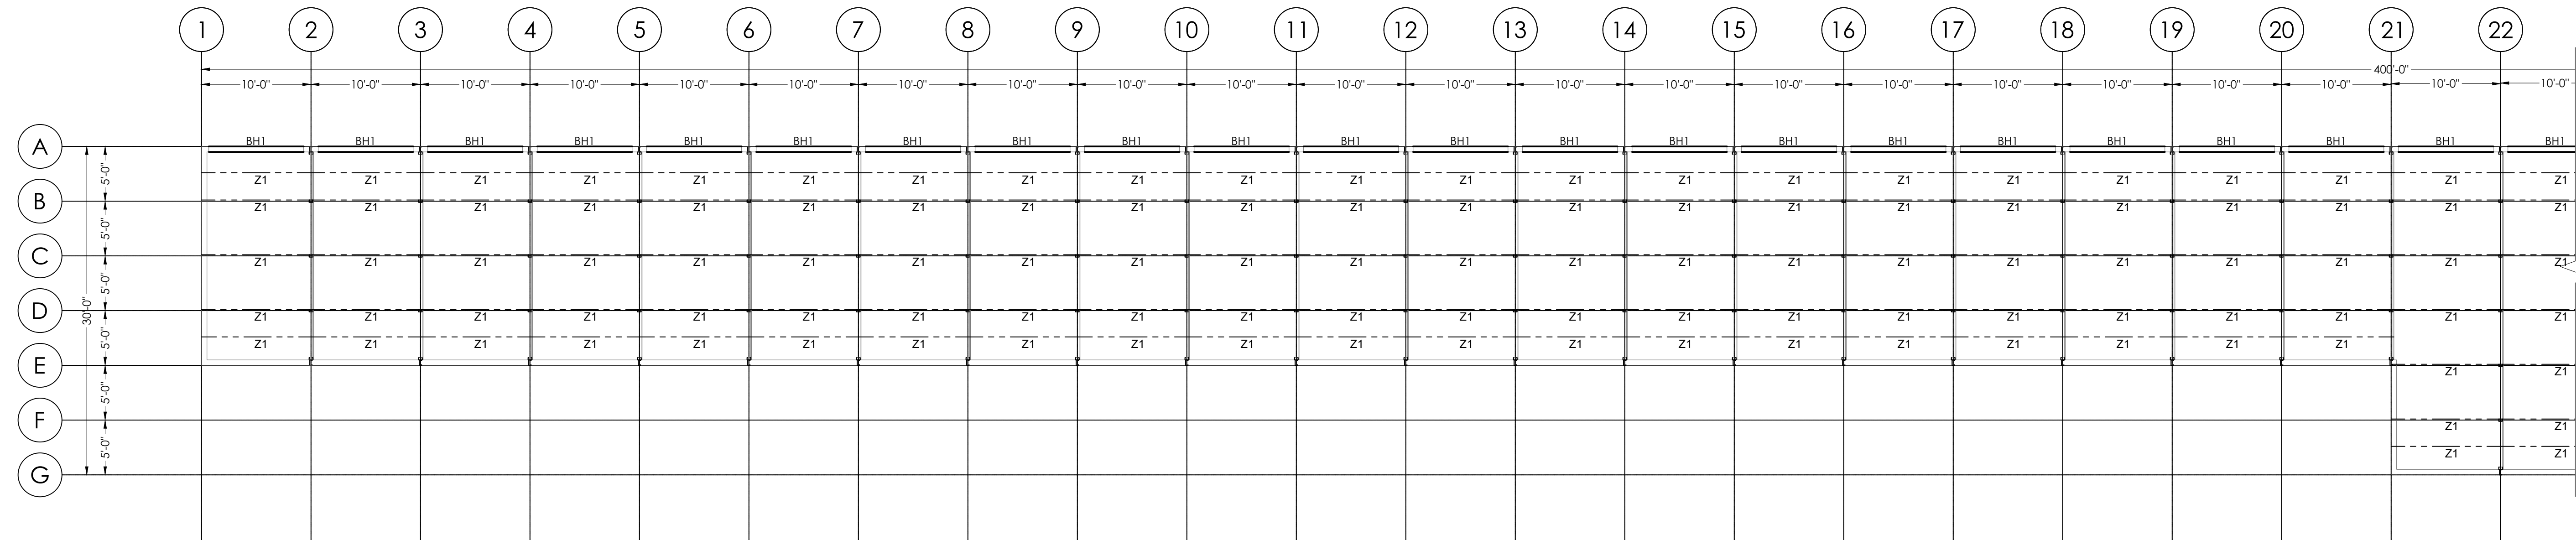 1 2 3 4 5 6 7 8 9 10 11 12 13 14 15 16 17 18 19 20 21 22
400'-0"
10'-0" 10'-0" 10'-0" 10'-0" 10'-0" 10'-0" 10'-0" 10'-0" 10'-0" 10'-0" 10'-0" 10'-0" 10'-0" 10'-0" 10'-0" 10'-0" 10'-0" 10'-0" 10'-0" 10'-0" 10'-0" 10'-0"
BH1 BH1 BH1 BH1 BH1 BH1 BH1 BH1 BH1 BH1 BH1 BH1 BH1 BH1 BH1 BH1 BH1 BH1 BH1 BH1 BH1 BH1
A
5'-0"
Z1 Z1 Z1 Z1 Z1 Z1 Z1 Z1 Z1 Z1 Z1 Z1 Z1 Z1 Z1 Z1 Z1 Z1 Z1 Z1 Z1 Z1
B
Z1 Z1 Z1 Z1 Z1 Z1 Z1 Z1 Z1 Z1 Z1 Z1 Z1 Z1 Z1 Z1 Z1 Z1 Z1 Z1 Z1 Z1
5'-0"
C
Z1 Z1 Z1 Z1 Z1 Z1 Z1 Z1 Z1 Z1 Z1 Z1 Z1 Z1 Z1 Z1 Z1 Z1 Z1 Z1 Z1 Z1
5'-0"
30'-0"
D
Z1 Z1 Z1 Z1 Z1 Z1 Z1 Z1 Z1 Z1 Z1 Z1 Z1 Z1 Z1 Z1 Z1 Z1 Z1 Z1 Z1 Z1
5'-0"
Z1 Z1 Z1 Z1 Z1 Z1 Z1 Z1 Z1 Z1 Z1 Z1 Z1 Z1 Z1 Z1 Z1 Z1 Z1 Z1
E
Z1 Z1
5'-0"
F
Z1 Z1
5'-0"
Z1 Z1
G